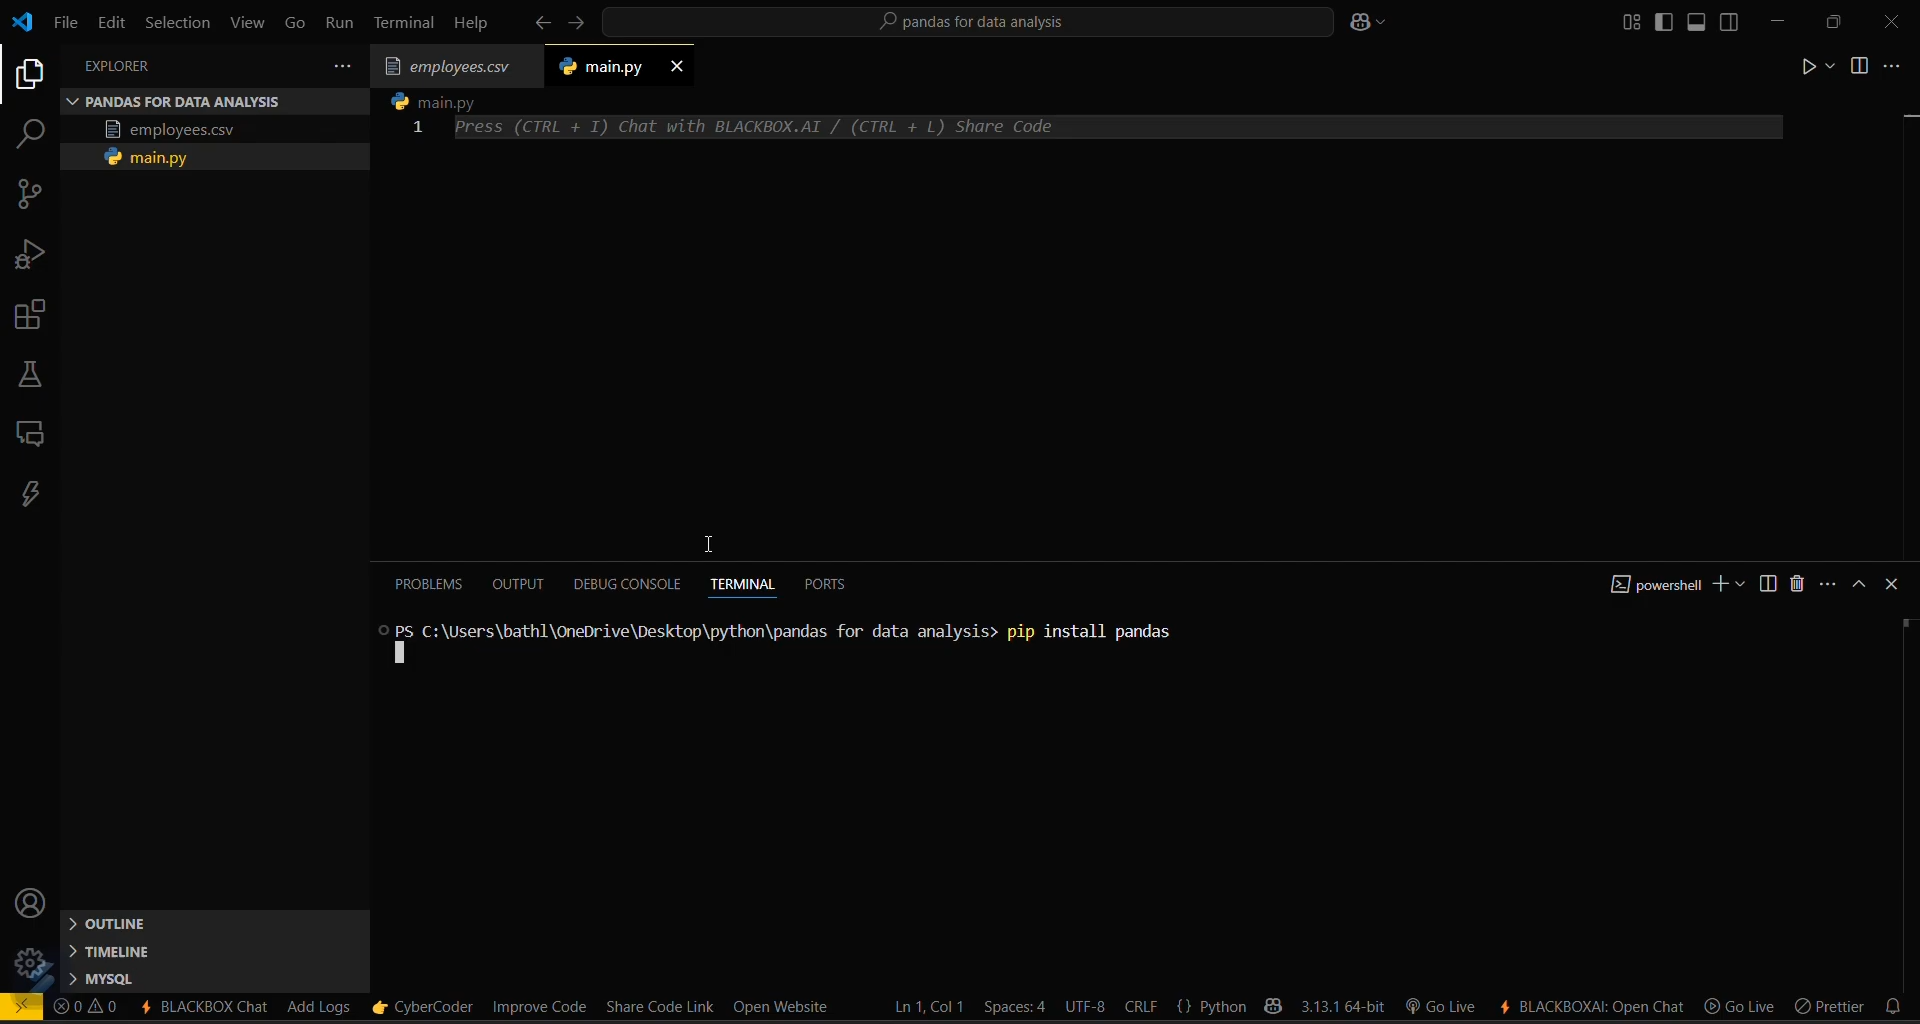 File Edit Selection View Go Run Terminal Help
pandas for data analysis
EXPLORER
employees.csv
main.py
PANDAS FOR DATA ANALYSIS
main.py
employees.csv
1 Press (CTRL + I) Chat with BLACKBOX.AI / (CTRL + L) Share Code
main.py
PROBLEMS OUTPUT DEBUG CONSOLE TERMINAL PORTS
powershell
PS C:\Users\bathl\OneDrive\Desktop\python\pandas for data analysis> pip install pandas
OUTLINE
TIMELINE
MYSQL
0 0 BLACKBOX Chat Add Logs CyberCoder Improve Code Share Code Link Open Website Ln 1, Col 1 Spaces: 4 UTF-8 CRLF {} Python 3.13.1 64-bit Go Live BLACKBOXAI: Open Chat Go Live Prettier